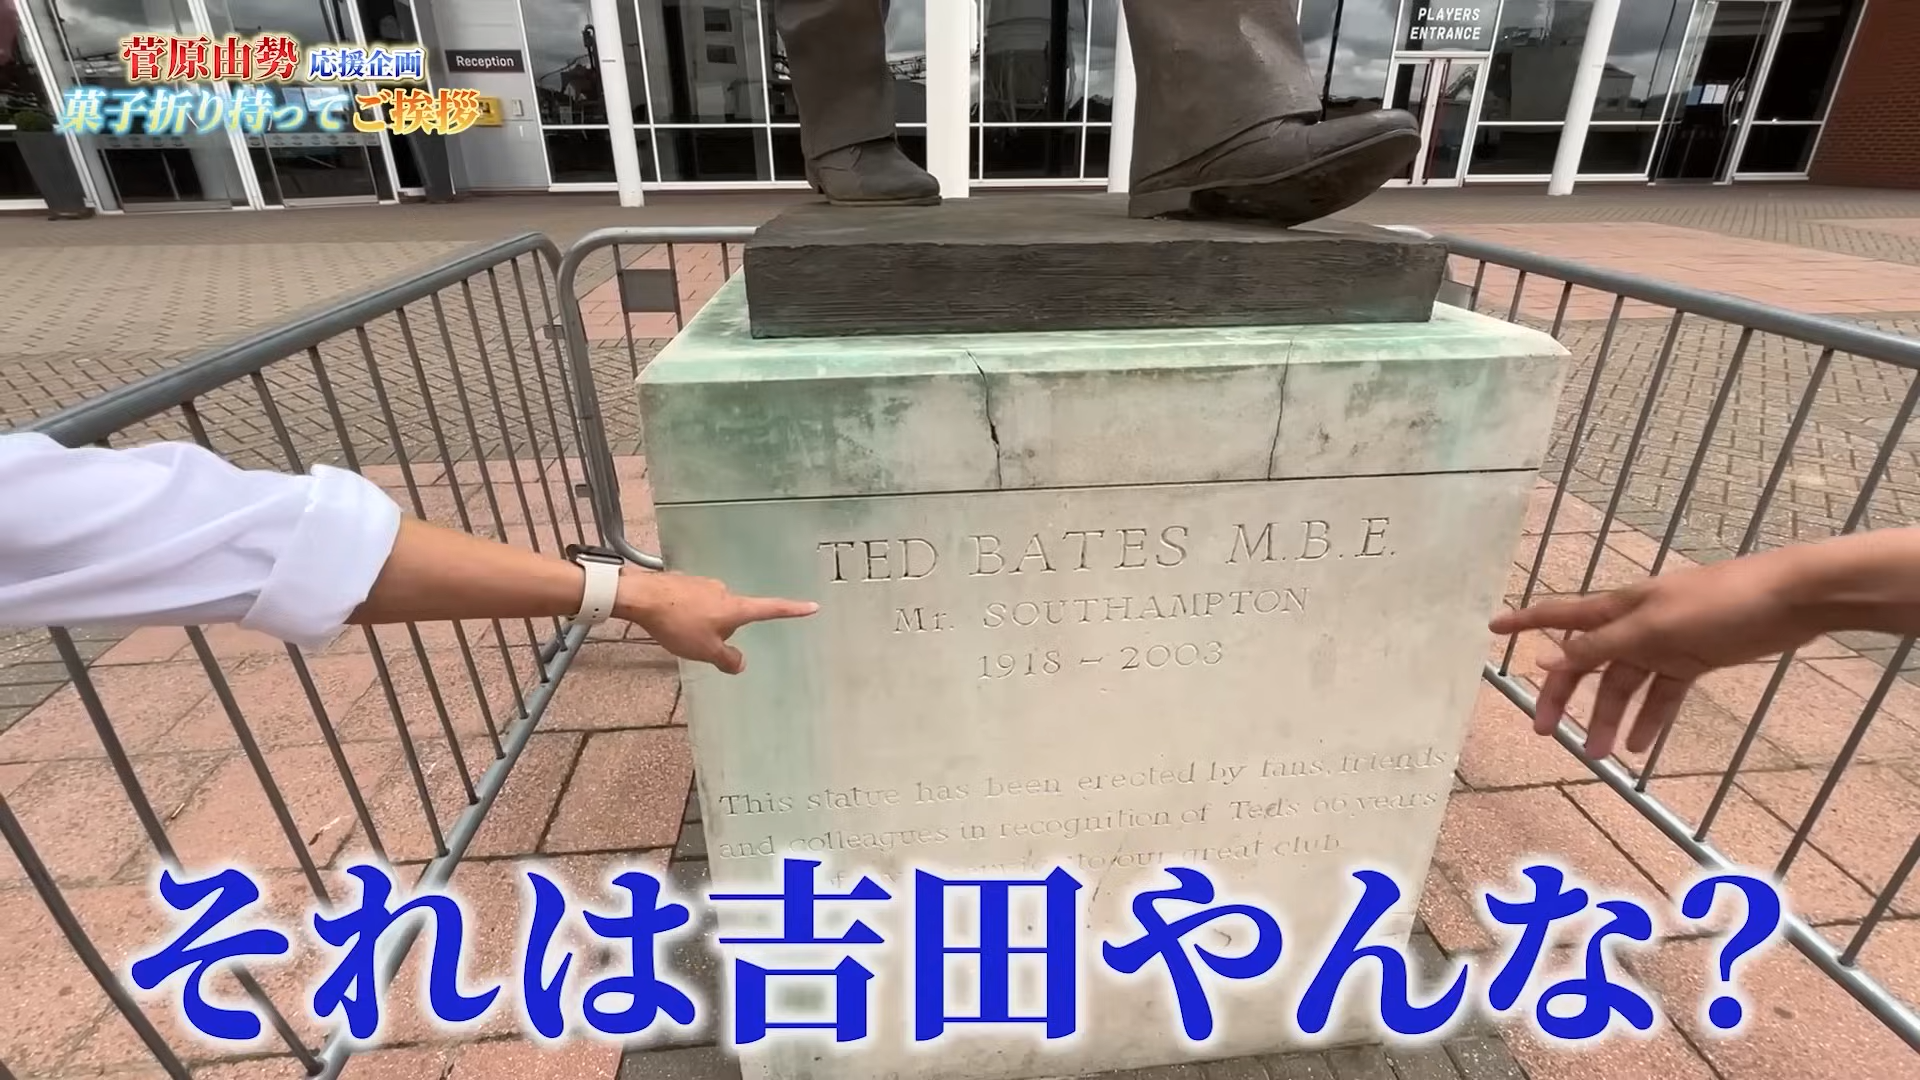 菅原由勢 応援企画
菓子折り持ってご挨拶
Reception
PLAYERS
ENTRANCE
TED BATES M.B.E.
Mr. SOUTHAMPTON
1918 - 2003
This statue has been erected by fans, friends
and colleagues in recognition of Ted's 66 years
to our great club
それは吉田やんな?